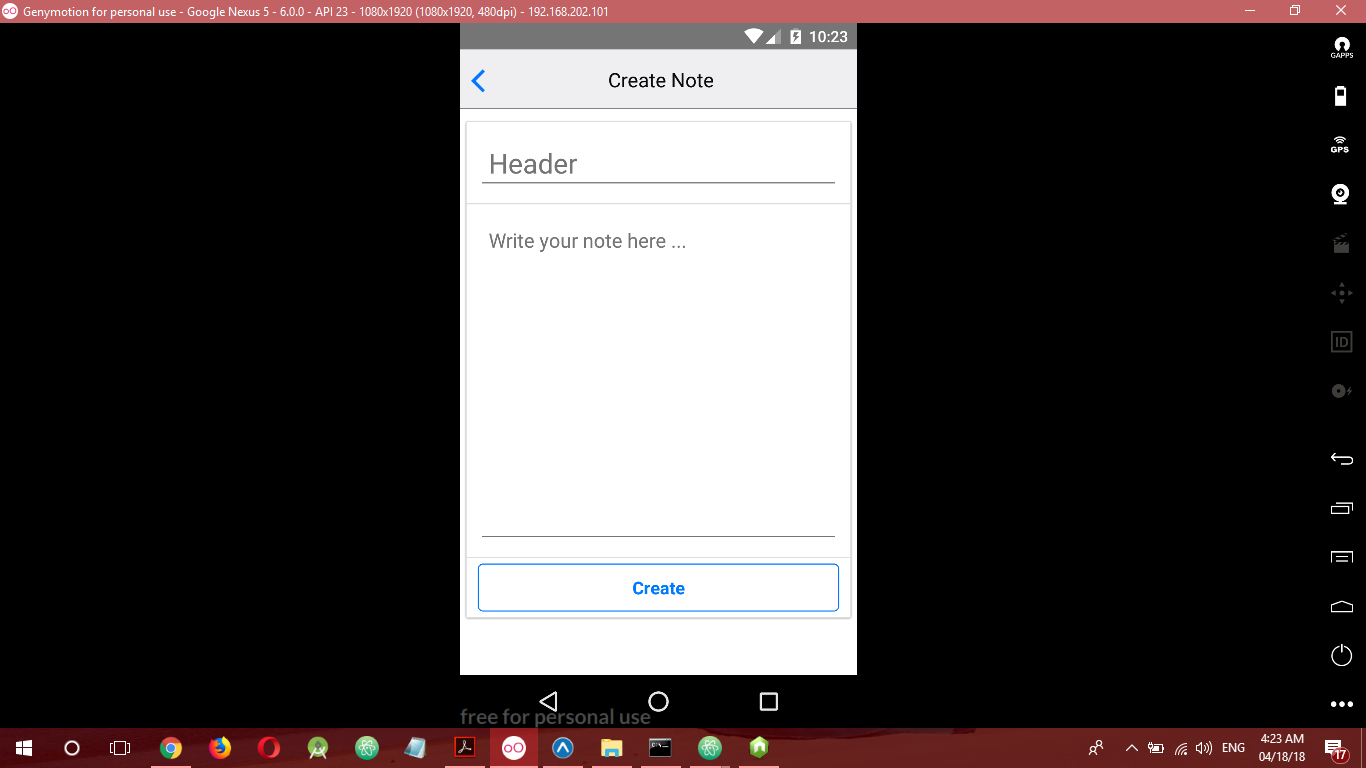 Genymotion for personal use - Google Nexus 5 - 6.0.0 - API 23 - 1080x1920 (1080x1920, 480dpi) - 192.168.202.101
10:23
GAPPS
Create Note
GPS
Header
Write your note here ...
ID
Create
free for personal use
ENG
4:23 AM
04/18/18
17